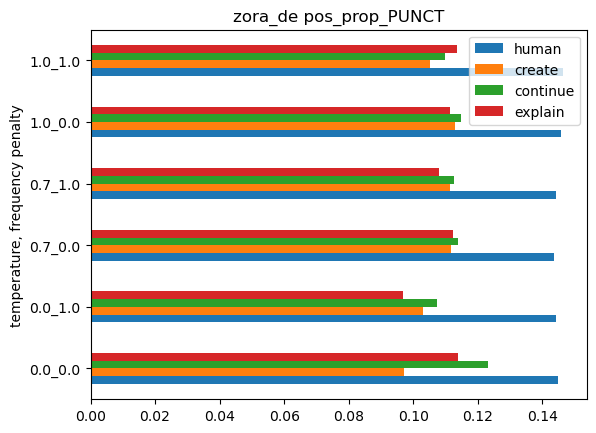 zora_de pos_prop_PUNCT
human
create
continue
explain
temperature, frequency penalty
1.0_1.0
1.0_0.0
0.7_1.0
0.7_0.0
0.0_1.0
0.0_0.0
0.00 0.02 0.04 0.06 0.08 0.10 0.12 0.14